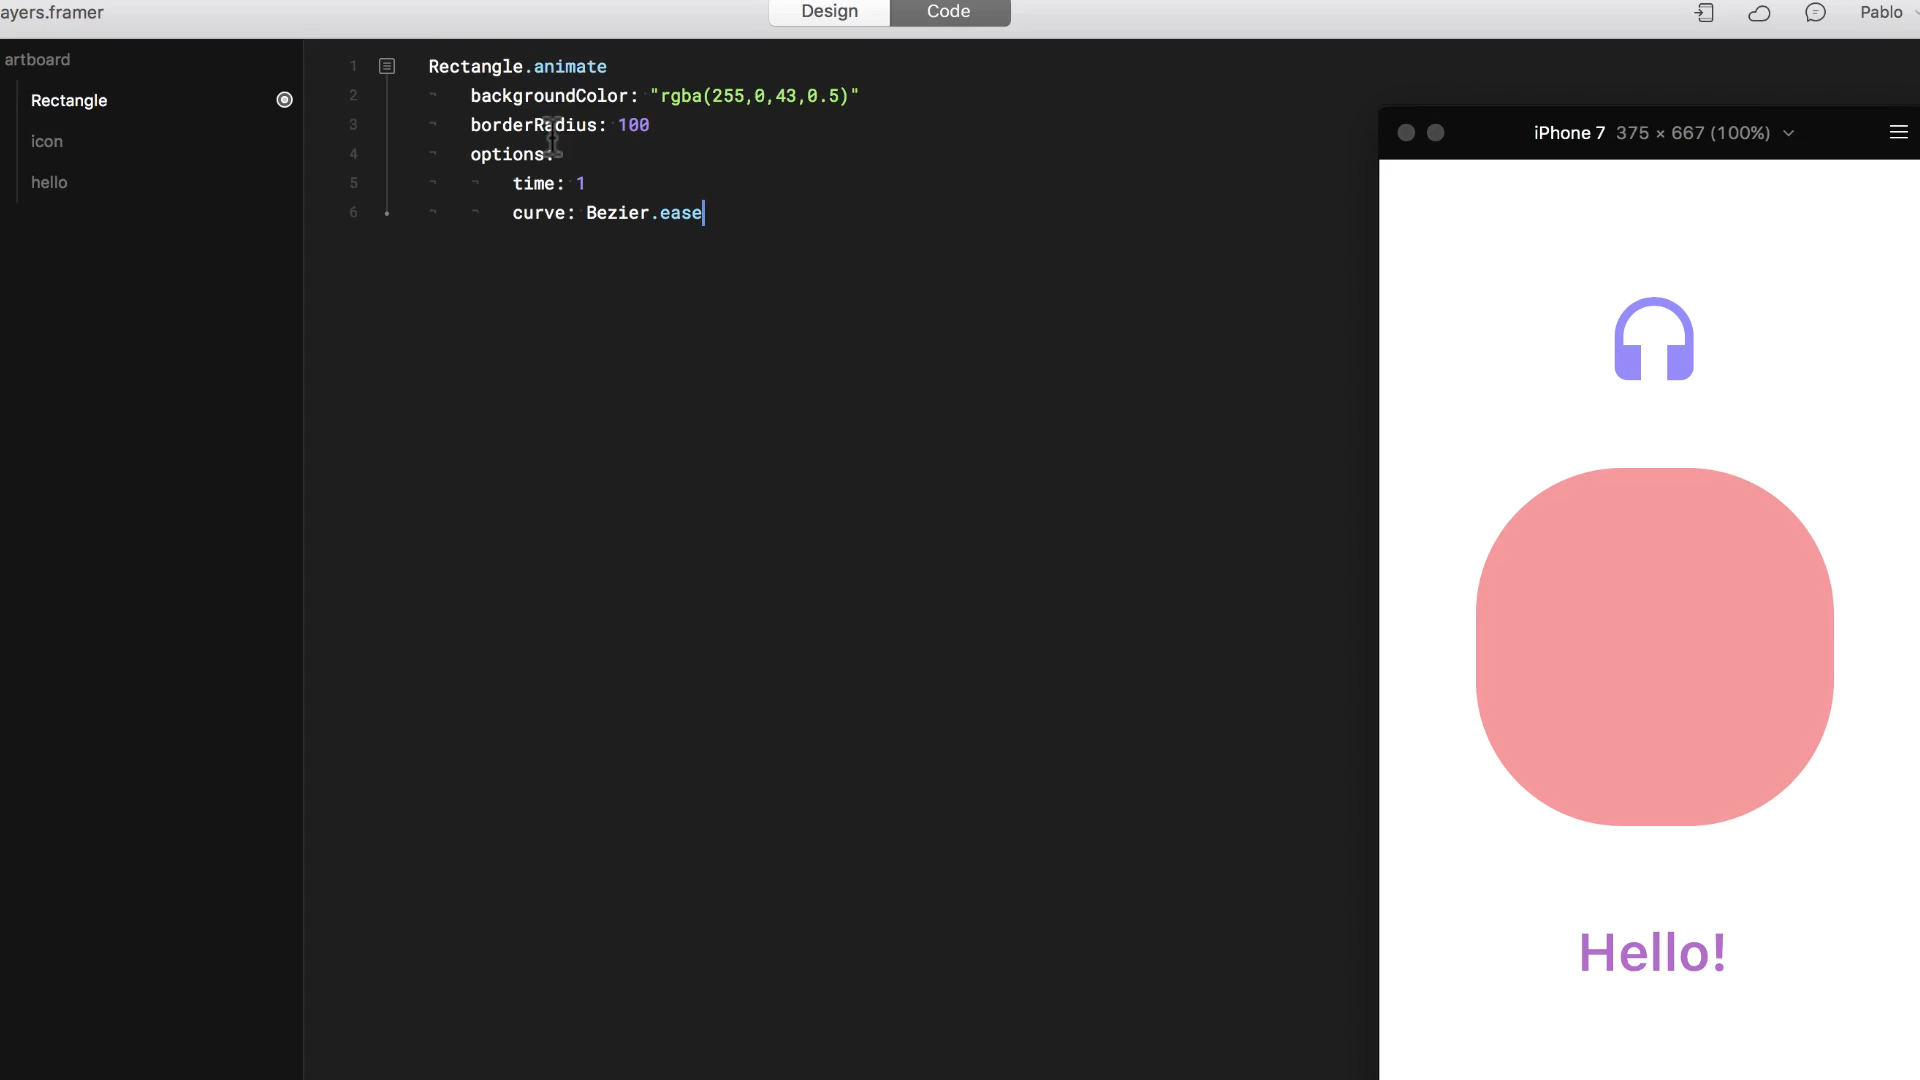 ayers.framer
Design
Code
Pablo
artboard
Rectangle
icon
hello
1 Rectangle.animate
2 backgroundColor: "rgba(255,0,43,0.5)"
3 borderRadius: 100
4 options:
5 time: 1
6 curve: Bezier.ease
iPhone 7 375 × 667 (100%)
Hello!